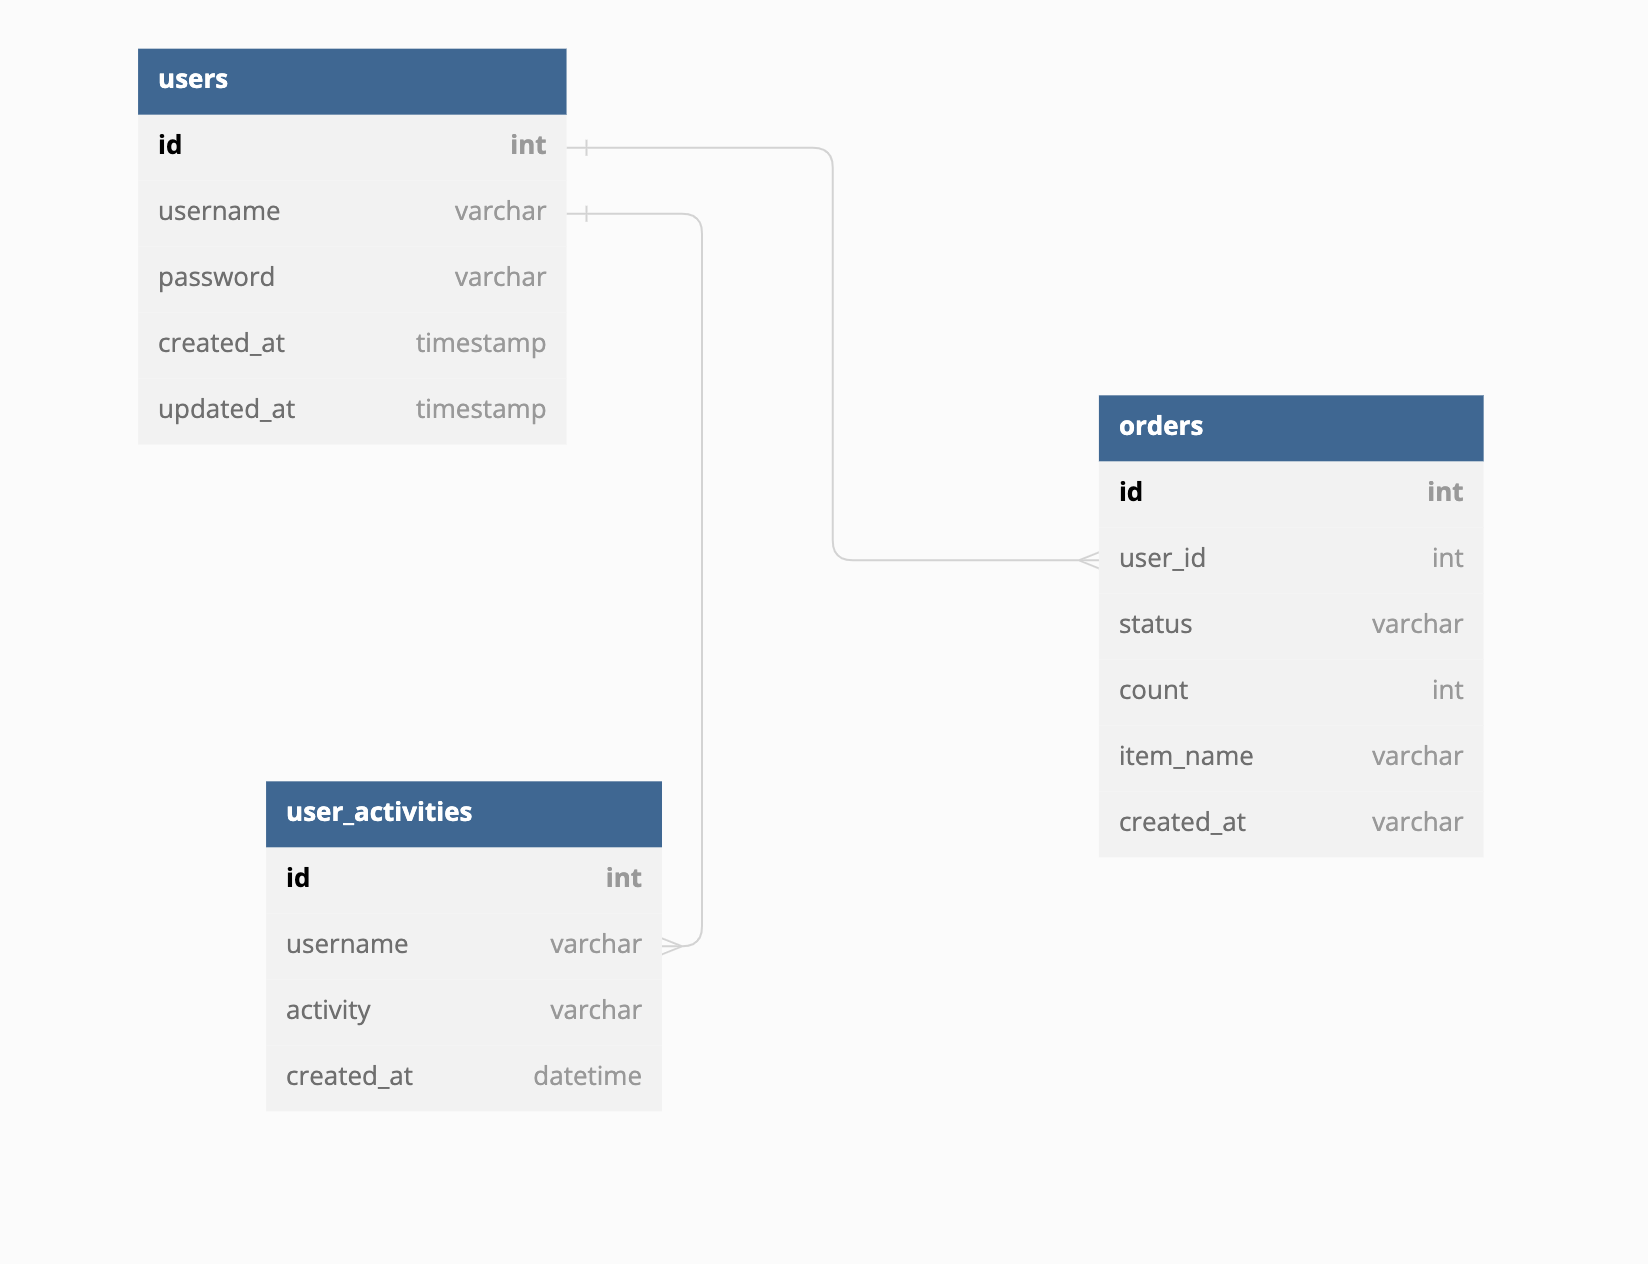 users
id int
username varchar
password varchar
created_at timestamp
updated_at timestamp
orders
id int
user_id int
status varchar
count int
item_name varchar
created_at varchar
user_activities
id int
username varchar
activity varchar
created_at datetime